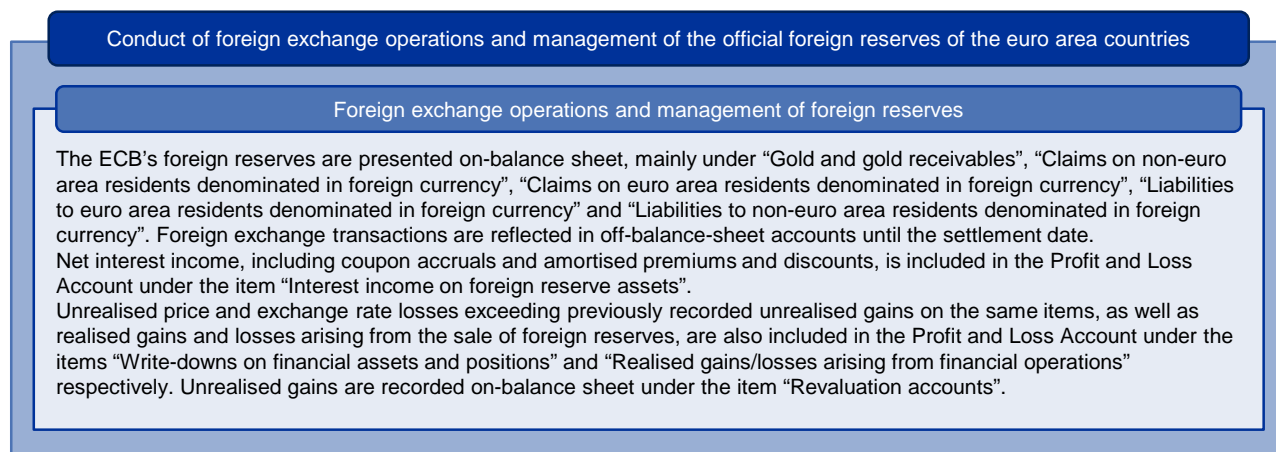 Conduct of foreign exchange operations and management of the official foreign reserves of the euro area countries
Foreign exchange operations and management of foreign reserves
The ECB’s foreign reserves are presented on-balance sheet, mainly under “Gold and gold receivables”, “Claims on non-euro
area residents denominated in foreign currency”, “Claims on euro area residents denominated in foreign currency”, “Liabilities
to euro area residents denominated in foreign currency” and “Liabilities to non-euro area residents denominated in foreign
currency”. Foreign exchange transactions are reflected in off-balance-sheet accounts until the settlement date.
Net interest income, including coupon accruals and amortised premiums and discounts, is included in the Profit and Loss
Account under the item “Interest income on foreign reserve assets”.
Unrealised price and exchange rate losses exceeding previously recorded unrealised gains on the same items, as well as
realised gains and losses arising from the sale of foreign reserves, are also included in the Profit and Loss Account under the
items “Write-downs on financial assets and positions” and “Realised gains/losses arising from financial operations”
respectively. Unrealised gains are recorded on-balance sheet under the item “Revaluation accounts”.